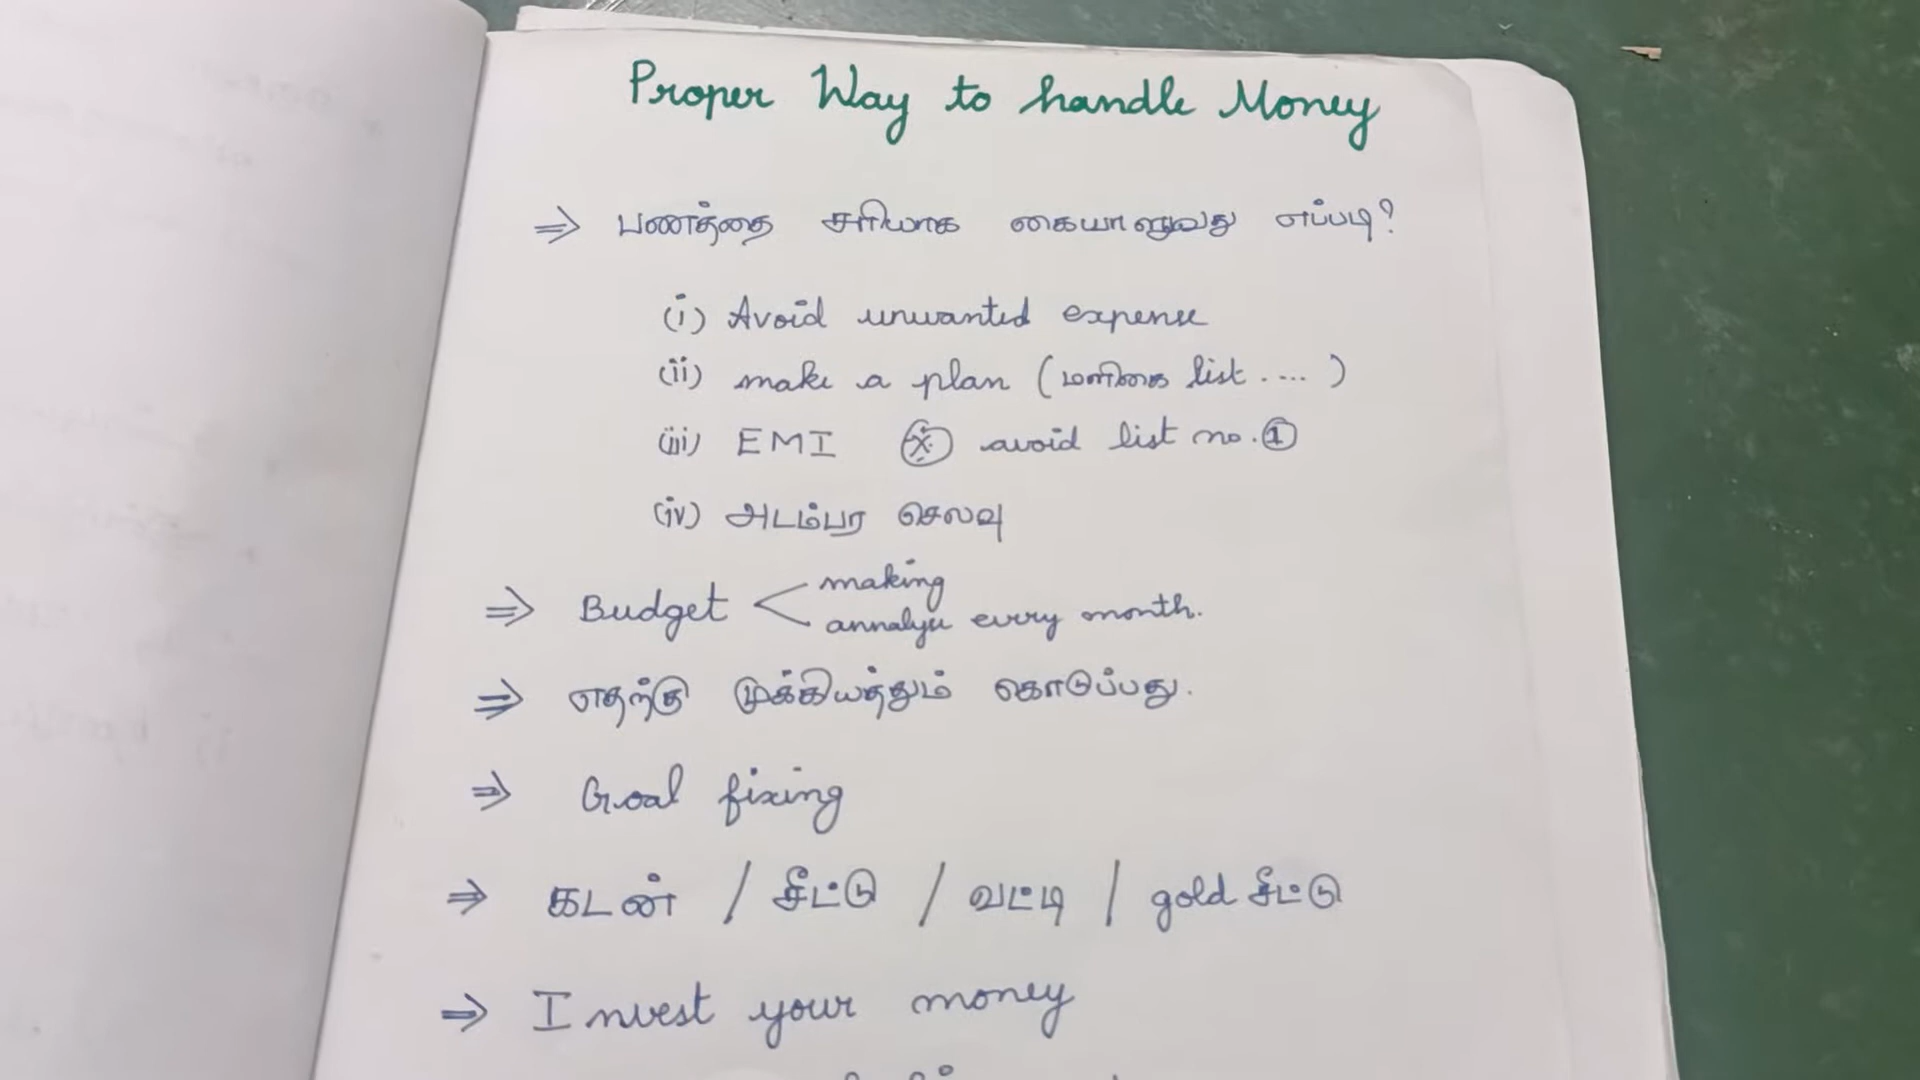 Proper Way to handle Money
⇒ பணத்தை சரியாக கையாளுவது எப்படி?
(i) Avoid unwanted expense
(ii) make a plan (மளிகை list .... )
(iii) EMI ⓧ avoid list no. ①
(iv) அடம்பர செலவு
⇒ Budget < making
annalyse every month.
⇒ எதற்கு முக்கியத்தும் கொடுப்பது.
⇒ Goal fixing
⇒ கடன் / சீட்டு / வட்டி / gold சீட்டு
⇒ Invest your money